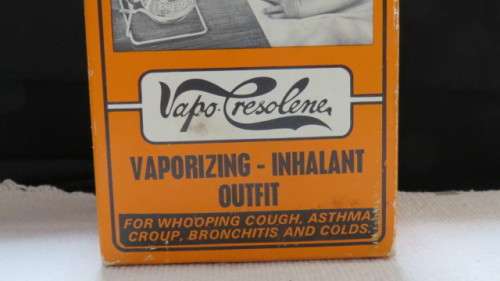 Vapo-Cresolene
VAPORIZING - INHALANT
OUTFIT
FOR WHOOPING COUGH, ASTHMA,
CROUP, BRONCHITIS AND COLDS.